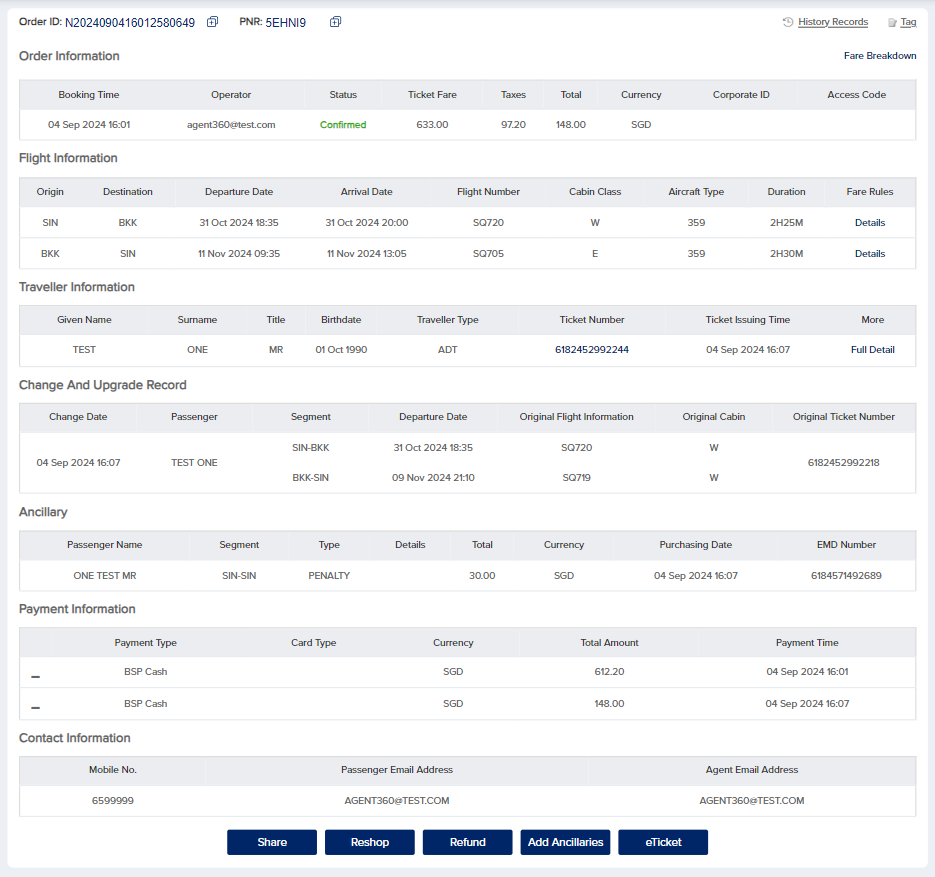 Order ID: N2024090416012580649 PNR: 5EHNI9 History Records Tag
Order Information Fare Breakdown
Booking Time Operator Status Ticket Fare Taxes Total Currency Corporate ID Access Code
04 Sep 2024 16:01 agent360@test.com Confirmed 633.00 97.20 148.00 SGD
Flight Information
Origin Destination Departure Date Arrival Date Flight Number Cabin Class Aircraft Type Duration Fare Rules
SIN BKK 31 Oct 2024 18:35 31 Oct 2024 20:00 SQ720 W 359 2H25M Details
BKK SIN 11 Nov 2024 09:35 11 Nov 2024 13:05 SQ705 E 359 2H30M Details
Traveller Information
Given Name Surname Title Birthdate Traveller Type Ticket Number Ticket Issuing Time More
TEST ONE MR 01 Oct 1990 ADT 6182452992244 04 Sep 2024 16:07 Full Detail
Change And Upgrade Record
Change Date Passenger Segment Departure Date Original Flight Information Original Cabin Original Ticket Number
SIN-BKK 31 Oct 2024 18:35 SQ720 W
04 Sep 2024 16:07 TEST ONE 6182452992218
BKK-SIN 09 Nov 2024 21:10 SQ719 W
Ancillary
Passenger Name Segment Type Details Total Currency Purchasing Date EMD Number
ONE TEST MR SIN-SIN PENALTY 30.00 SGD 04 Sep 2024 16:07 6184571492689
Payment Information
Payment Type Card Type Currency Total Amount Payment Time
BSP Cash SGD 612.20 04 Sep 2024 16:01
BSP Cash SGD 148.00 04 Sep 2024 16:07
Contact Information
Mobile No. Passenger Email Address Agent Email Address
6599999 AGENT360@TEST.COM AGENT360@TEST.COM
Share Reshop Refund Add Ancillaries eTicket